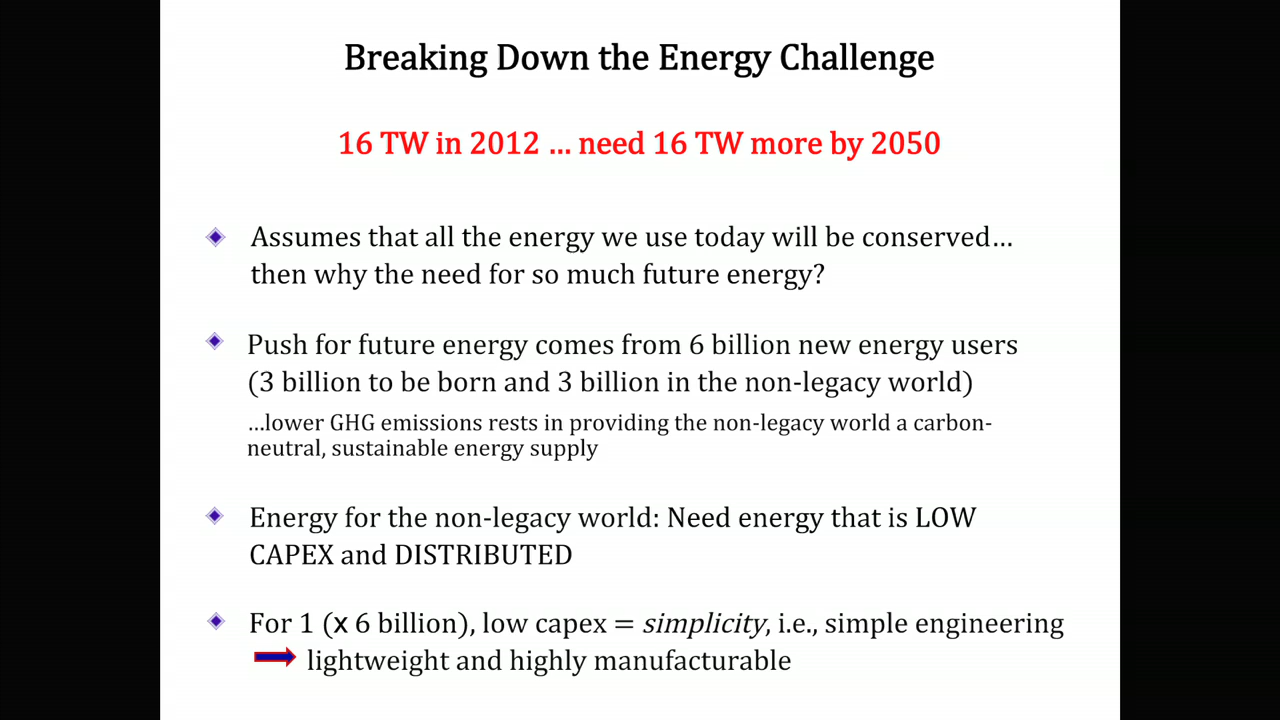 Breaking Down the Energy Challenge
16 TW in 2012 ... need 16 TW more by 2050
Assumes that all the energy we use today will be conserved...
then why the need for so much future energy?
Push for future energy comes from 6 billion new energy users
(3 billion to be born and 3 billion in the non-legacy world)
...lower GHG emissions rests in providing the non-legacy world a carbon-
neutral, sustainable energy supply
Energy for the non-legacy world: Need energy that is LOW
CAPEX and DISTRIBUTED
For 1 (x 6 billion), low capex = simplicity, i.e., simple engineering
lightweight and highly manufacturable